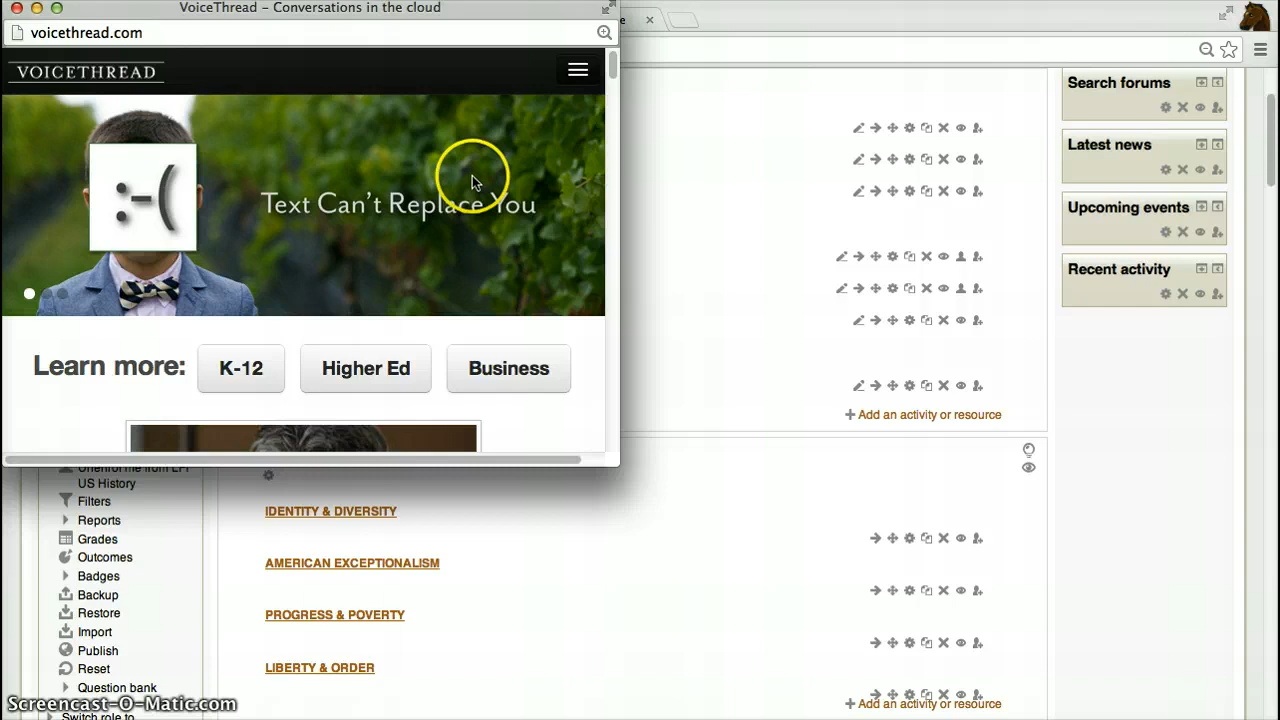 VoiceThread – Conversations in the cloud
voicethread.com
VOICETHREAD
:-(
Text Can't Replace You
Learn more:
K-12
Higher Ed
Business
Search forums
Latest news
Upcoming events
Recent activity
Add an activity or resource
US History
Filters
Reports
Grades
Outcomes
Badges
Backup
Restore
Import
Publish
Reset
Question bank
Switch role to
IDENTITY & DIVERSITY
AMERICAN EXCEPTIONALISM
PROGRESS & POVERTY
LIBERTY & ORDER
Add an activity or resource
Screencast-O-Matic.com